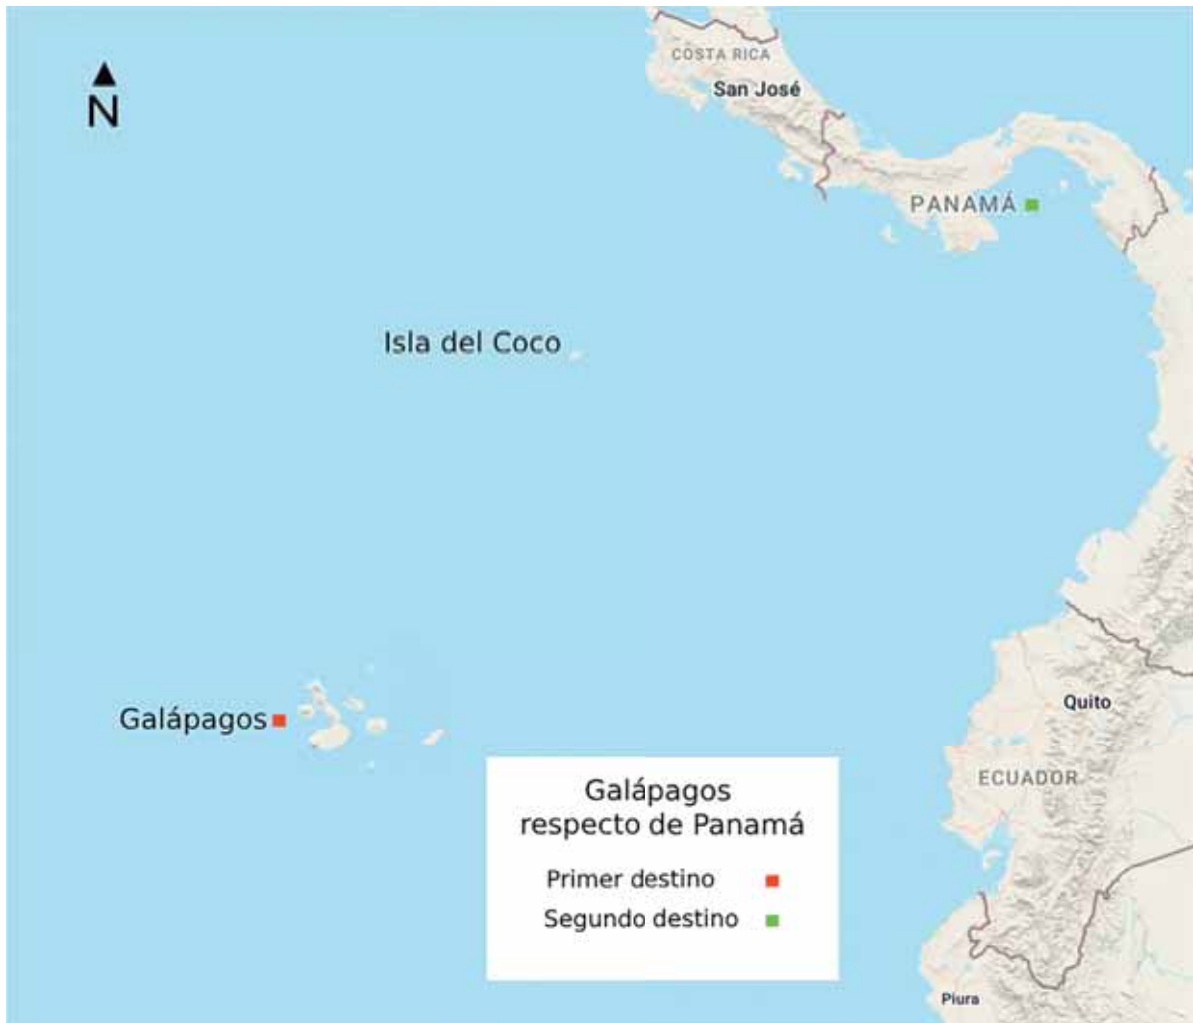 COSTA RICA
San José
N
PANAMÁ
Isla del Coco
Quito
Galápagos
ECUADOR
Galápagos
respecto de Panamá
Primer destino
Segundo destino
Piura